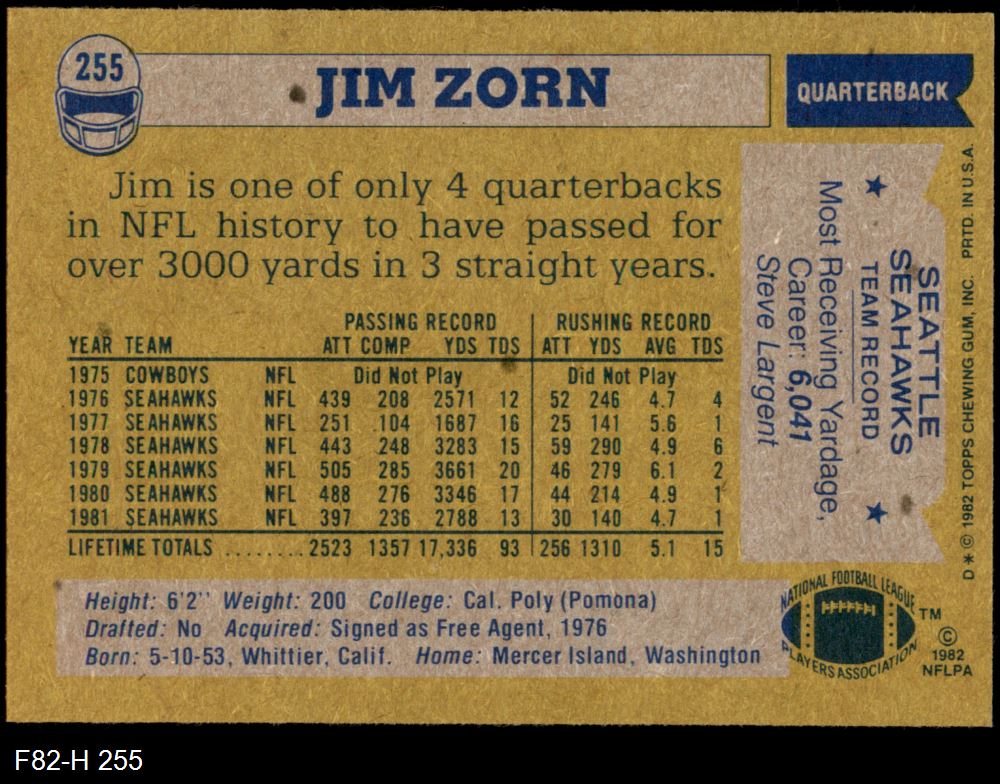 255
JIM ZORN
QUARTERBACK
Jim is one of only 4 quarterbacks
in NFL history to have passed for
over 3000 yards in 3 straight years.
PASSING RECORD RUSHING RECORD
YEAR TEAM ATT COMP YDS TDS ATT YDS AVG TDS
1975 COWBOYS NFL Did Not Play Did Not Play
1976 SEAHAWKS NFL 439 208 2571 12 52 246 4.7 4
1977 SEAHAWKS NFL 251 104 1687 16 25 141 5.6 1
1978 SEAHAWKS NFL 443 248 3283 15 59 290 4.9 6
1979 SEAHAWKS NFL 505 285 3661 20 46 279 6.1 2
1980 SEAHAWKS NFL 488 276 3346 17 44 214 4.9 1
1981 SEAHAWKS NFL 397 236 2788 13 30 140 4.7 1
LIFETIME TOTALS ........ 2523 1357 17,336 93 256 1310 5.1 15
SEATTLE
SEAHAWKS
★ TEAM RECORD ★
Most Receiving Yardage,
Career: 6,041
Steve Largent
D * © 1982 TOPPS CHEWING GUM, INC. PRTD. IN U.S.A.
Height: 6'2" Weight: 200 College: Cal. Poly (Pomona)
Drafted: No Acquired: Signed as Free Agent, 1976
Born: 5-10-53, Whittier, Calif. Home: Mercer Island, Washington
NATIONAL FOOTBALL LEAGUE
PLAYERS ASSOCIATION
TM
©
1982
NFLPA
F82-H 255